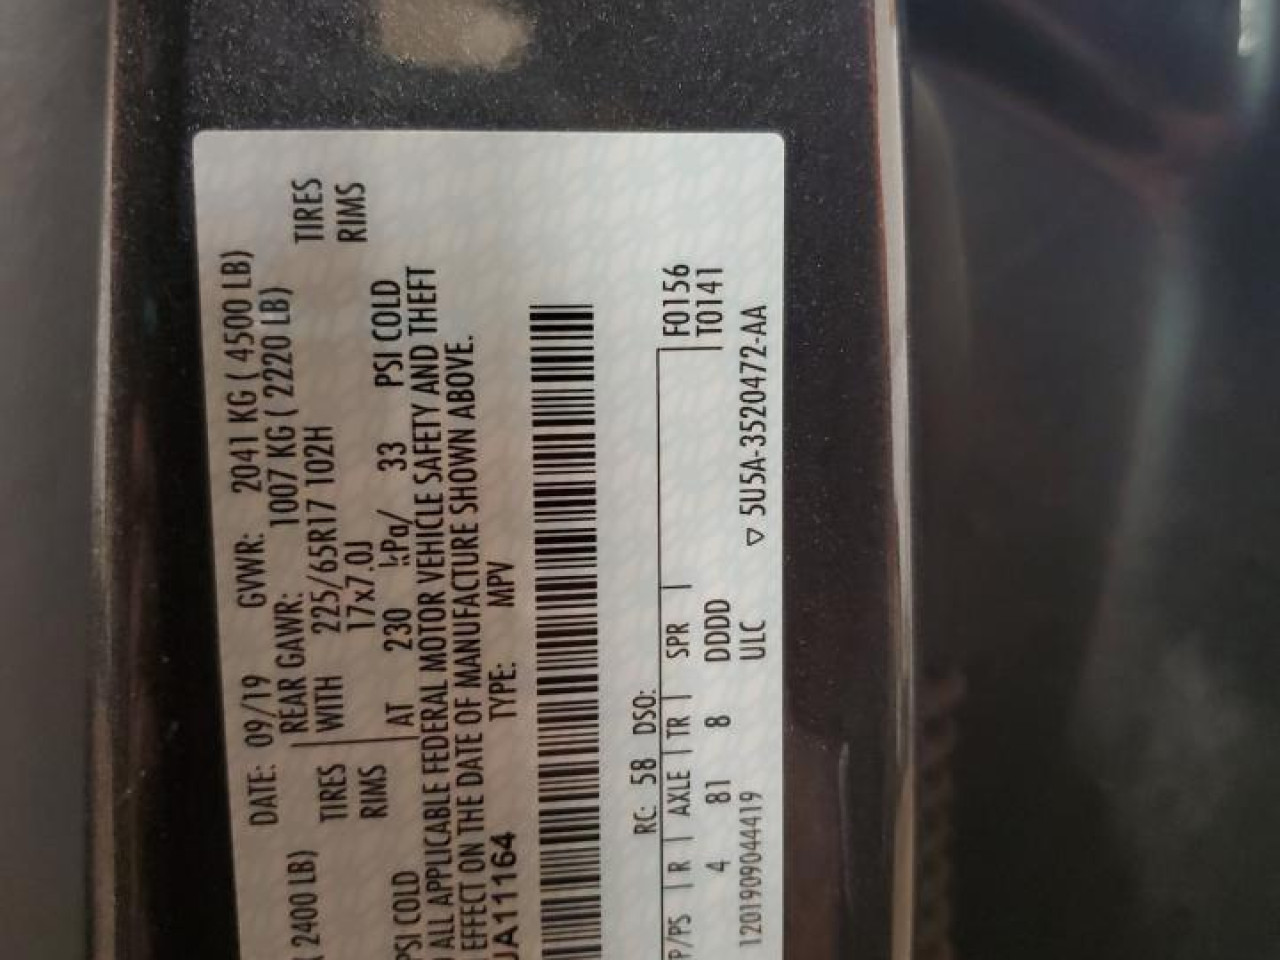 DATE: 09/19 GVWR: 2041 KG ( 4500 LB)
2400 LB) REAR GAWR: 1007 KG ( 2220 LB)
TIRES WITH 225/65R17 102H TIRES
RIMS 17x7.0J RIMS
PSI COLD AT 230 kPa/ 33 PSI COLD
ALL APPLICABLE FEDERAL MOTOR VEHICLE SAFETY AND THEFT
EFFECT ON THE DATE OF MANUFACTURE SHOWN ABOVE.
UA11164 TYPE: MPV
RC: 58 DSO:
P/PS | R | AXLE | TR | SPR | F0156
4 81 8 DDDD T0141
1201909044419 ULC ▽ 5U5A-3520472-AA